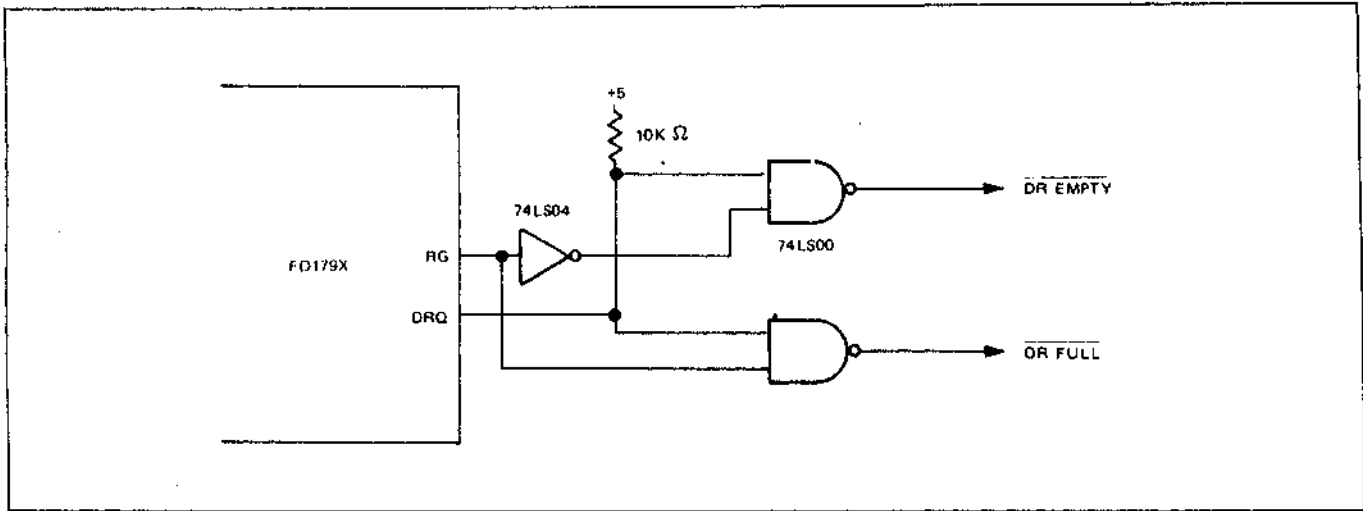 +5
10K Ω
DR EMPTY
74LS04
74LS00
FD179X
RG
DRQ
DR FULL